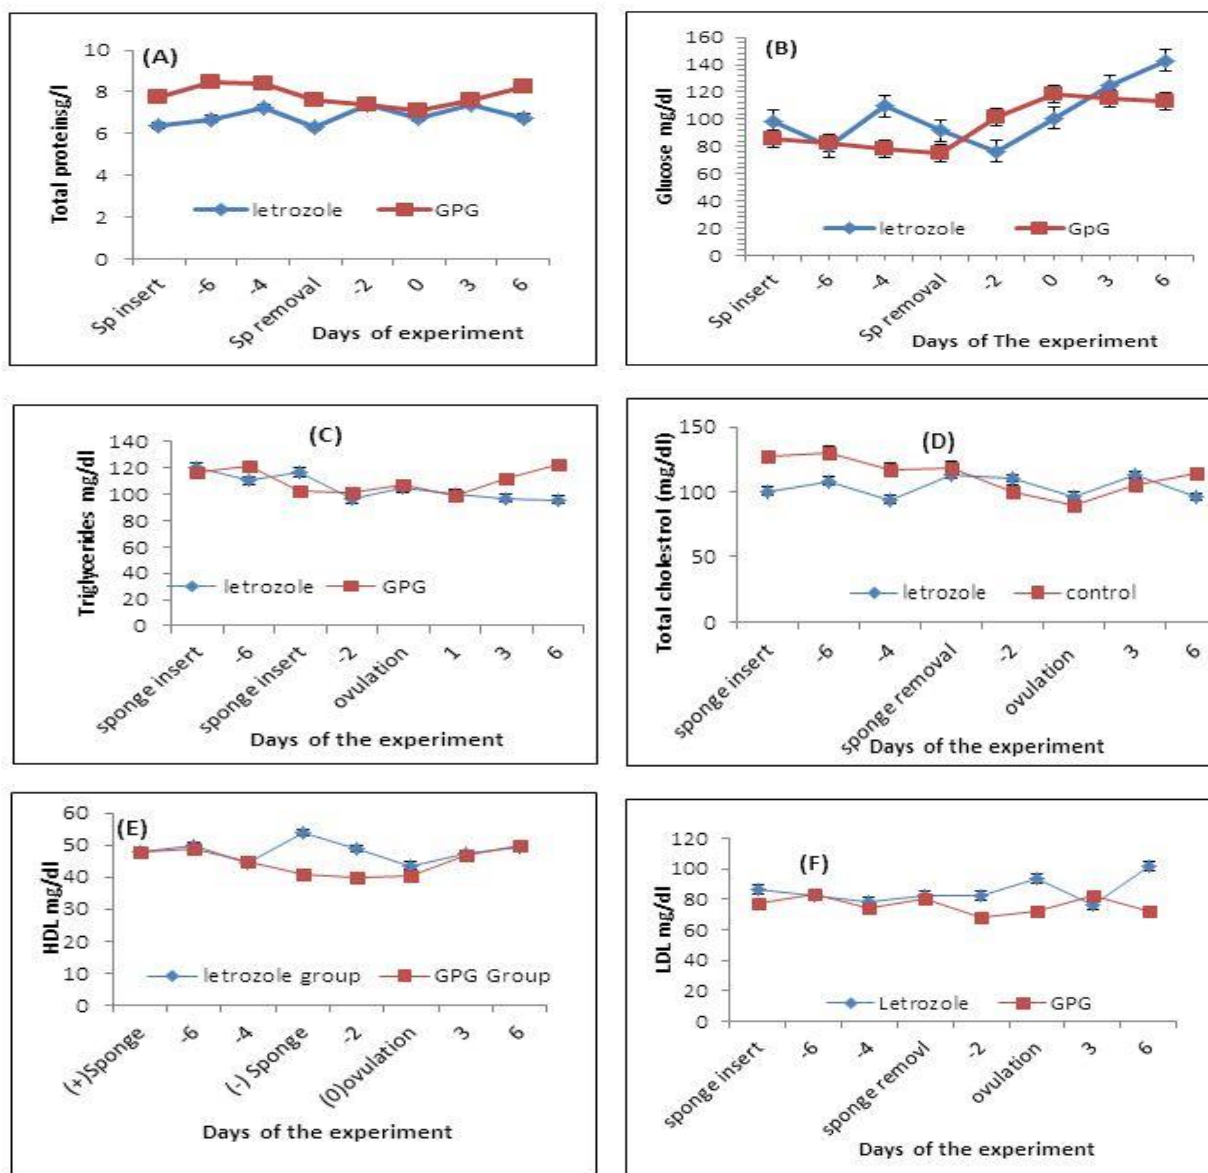 (A)
Total proteinsg/l
10
8
6
4
2
0
letrozole GPG
Sp insert -6 -4 Sp removal -2 0 3 6
Days of experiment
(B)
Glucose mg/dl
160
140
120
100
80
60
40
20
0
letrozole GpG
Sp insert -6 -4 Sp removal -2 0 3 6
Days of The experiment
(C)
Triglycerides mg/dl
140
120
100
80
60
40
20
0
letrozole GPG
sponge insert -6 sponge insert -2 ovulation 1 3 6
Days of the experiment
(D)
Total cholestrol (mg/dl)
150
100
50
0
letrozole control
sponge insert -6 -4 sponge removal -2 ovulation 3 6
Days of the experiment
(E)
HDL mg/dl
60
50
40
30
20
10
0
letrozole group GPG Group
(+)Sponge -6 -4 (-) Sponge -2 (0)ovulation 3 6
Days of the experiment
(F)
LDL mg/dl
120
100
80
60
40
20
0
Letrozole GPG
sponge insert -6 -4 sponge removl -2 ovulation 3 6
Days of the experiment